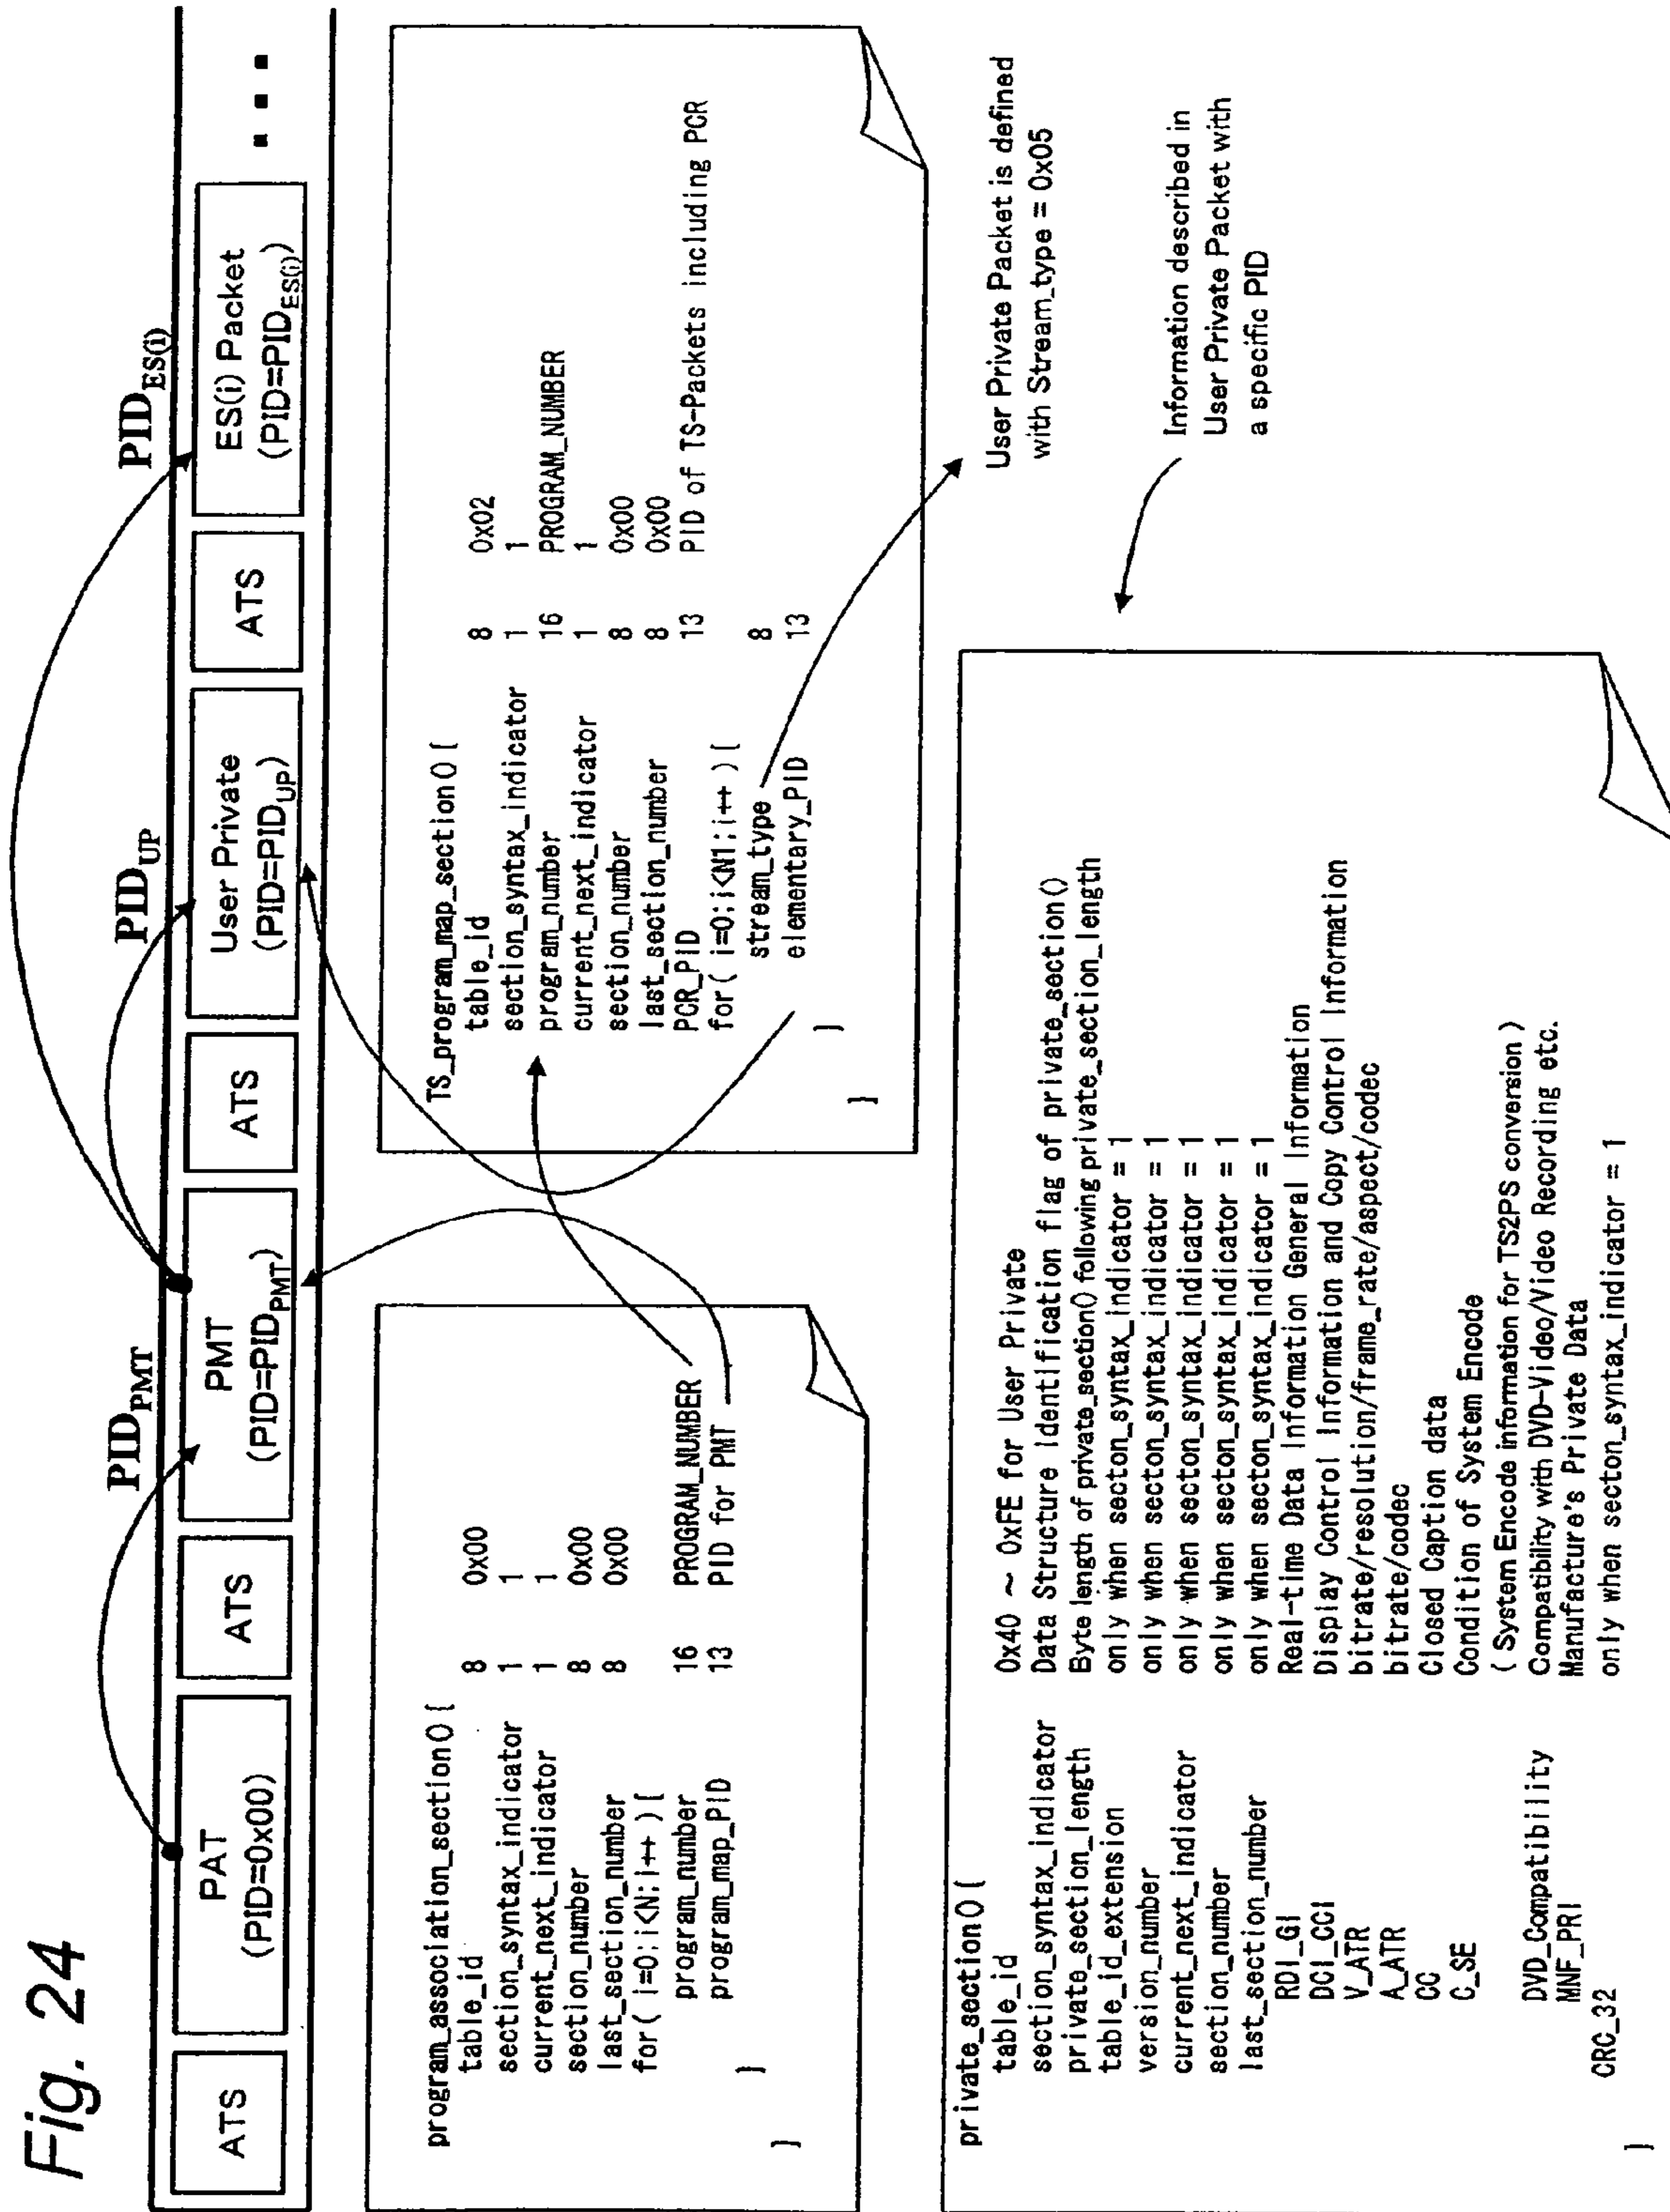 Fig. 24
PID_PMT
PID_UP
PID_ES(i)
ATS
PAT
(PID=0x00)
ATS
PMT
(PID=PID_PMT)
ATS
User Private
(PID=PID_UP)
ATS
ES(i) Packet
(PID=PID_ES(i))
...
program_association_section() {
table_id 8 0x00
section_syntax_indicator 1 1
current_next_indicator 1 1
section_number 8 0x00
last_section_number 8 0x00
for( i=0;i<N;i++ ) {
program_number 16 PROGRAM_NUMBER
program_map_PID 13 PID for PMT
}
}
TS_program_map_section() {
table_id 8 0x02
section_syntax_indicator 1 1
program_number 16 PROGRAM_NUMBER
current_next_indicator 1 1
section_number 8 0x00
last_section_number 8 0x00
PCR_PID 13 PID of TS-Packets including PCR
for( i=0;i<N1;i++ ) {
stream_type 8
elementary_PID 13
}
User Private Packet is defined
with Stream_type = 0x05
Information described in
User Private Packet with
a specific PID
private_section() {
table_id 0x40 ~ 0xFE for User Private
section_syntax_indicator Data Structure Identification flag of private_section()
private_section_length Byte length of private_section() following private_section_length
table_id_extension only when secton_syntax_indicator = 1
version_number only when secton_syntax_indicator = 1
current_next_indicator only when secton_syntax_indicator = 1
section_number only when secton_syntax_indicator = 1
last_section_number only when secton_syntax_indicator = 1
RDI_GI Real-time Data Information General Information
DCI_CCI Display Control Information and Copy Control Information
V_ATR bitrate/resolution/frame_rate/aspect/codec
A_ATR bitrate/codec
CC Closed Caption data
C_SE Condition of System Encode
( System Encode information for TS2PS conversion )
DVD_Compatibility Compatibility with DVD-Video/Video Recording etc.
MNF_PRI Manufacture's Private Data
CRC_32 only when secton_syntax_indicator = 1
}